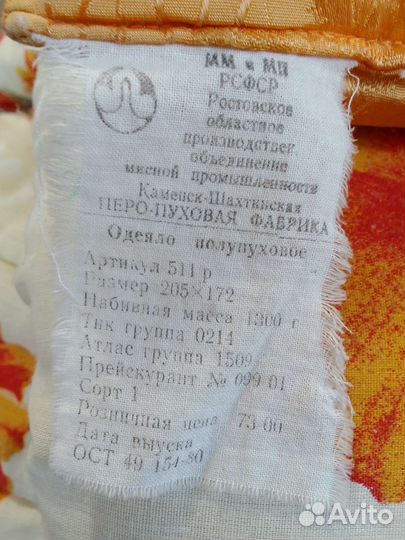 ММ и МП
РСФСР
Ростовское
областное
производствен.
объединение
мясной промышленности
Каменск-Шахтинская
ПЕРО-ПУХОВАЯ ФАБРИКА
Одеяло полупуховое
Артикул 511 р
Размер 205×172
Набивная масса 1300 г
Тик группа 0214
Атлас группа 1509
Прейскурант № 099 01
Сорт 1
Розничная цена 73-00
Дата выуска
ОСТ 49 154-80
Avito